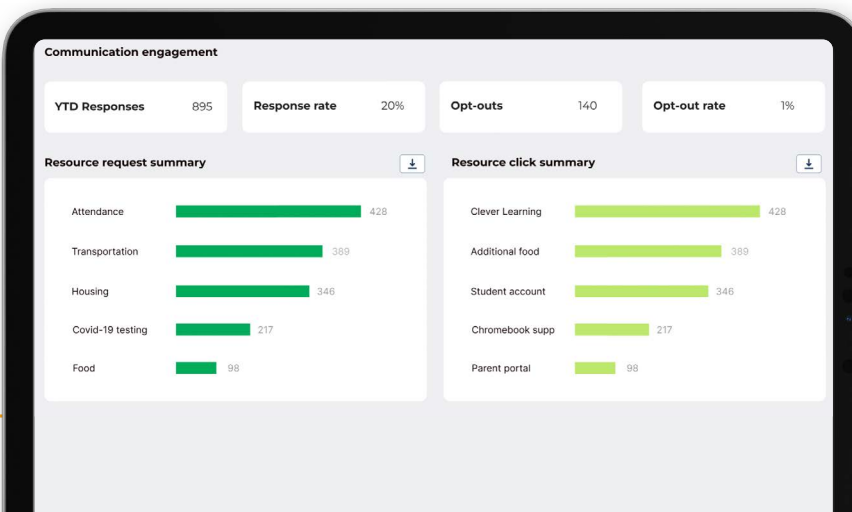 Communication engagement
YTD Responses 895
Response rate 20%
Opt-outs 140
Opt-out rate 1%
Resource request summary
Attendance 428
Transportation 389
Housing 346
Covid-19 testing 217
Food 98
Resource click summary
Clever Learning 428
Additional food 389
Student account 346
Chromebook supp 217
Parent portal 98